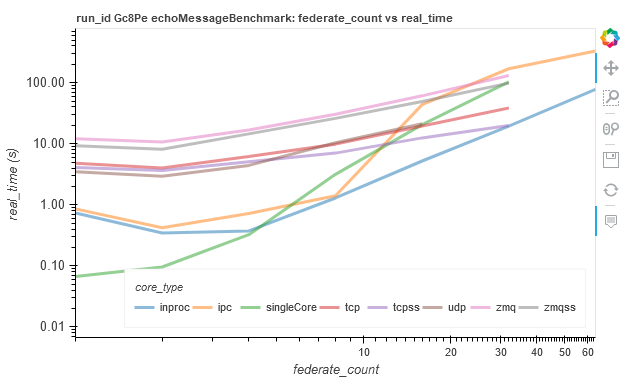 run_id Gc8Pe echoMessageBenchmark: federate_count vs real_time
100.00
10.00
1.00
0.10
0.01
real_time (s)
core_type
inproc ipc singleCore tcp tcpss udp zmq zmqss
10 20 30 40 50 60
federate_count